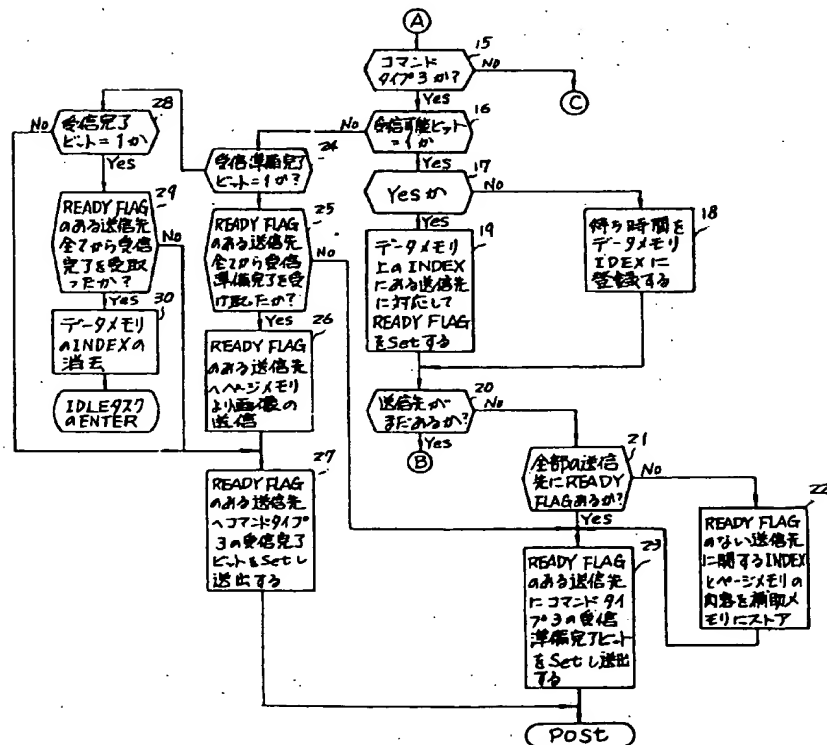 A
15
コマンド
タイプ3か?
NO
C
Yes
16
受信可能ビット
=1か
NO
Yes
17
Yesか
NO
Yes
18
待ち時間を
データメモリ
IDEXに
登録する
19
データメモリ
上のINDEX
にある送信先
に対応して
READY FLAG
をSetする
20
送信先が
まだあるか?
NO
Yes
B
21
全部の送信
先にREADY
FLAGあるか?
NO
Yes
22
READY FLAG
のない送信先
に関するINDEX
とページメモリの
内容を補取メ
モリにストア
23
READY FLAG
のある送信先
にコマンドタイ
プ3の受信
準備完了ビット
をSetし送出
する
24
受信準備完了
ビット=1か?
25
READY FLAG
のある送信先
全てから受信
準備完了を受
け取ったか?
NO
Yes
26
READY FLAG
のある送信先
へページメモリ
より画像の
送信
27
READY FLAG
のある送信先
へコマンドタイプ
3の受信完了
ビットをSetし
送出する
28
受信完了
ビット=1か
NO
Yes
29
READY FLAG
のある送信先
全てから受信
完了を受取
ったか?
NO
Yes
30
データメモリ
のINDEXの
消去
IDLEタスク
のENTER
POST